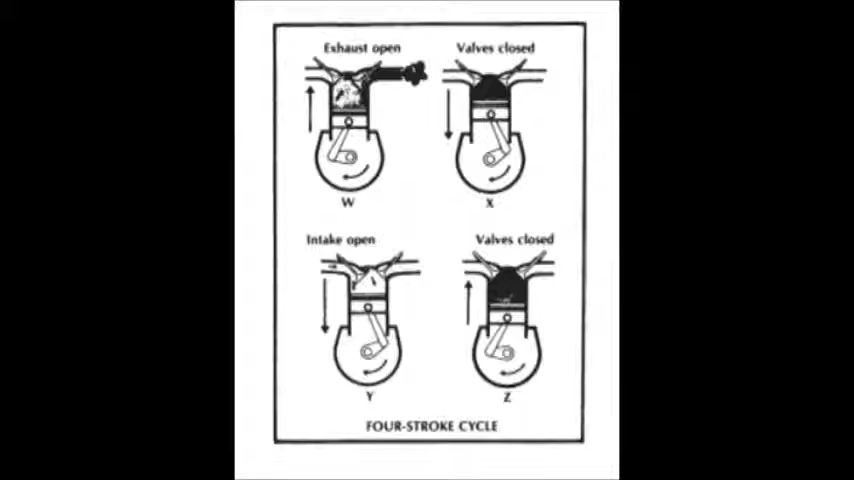 Exhaust open
Valves closed
W
X
Intake open
Valves closed
Y
Z
FOUR-STROKE CYCLE